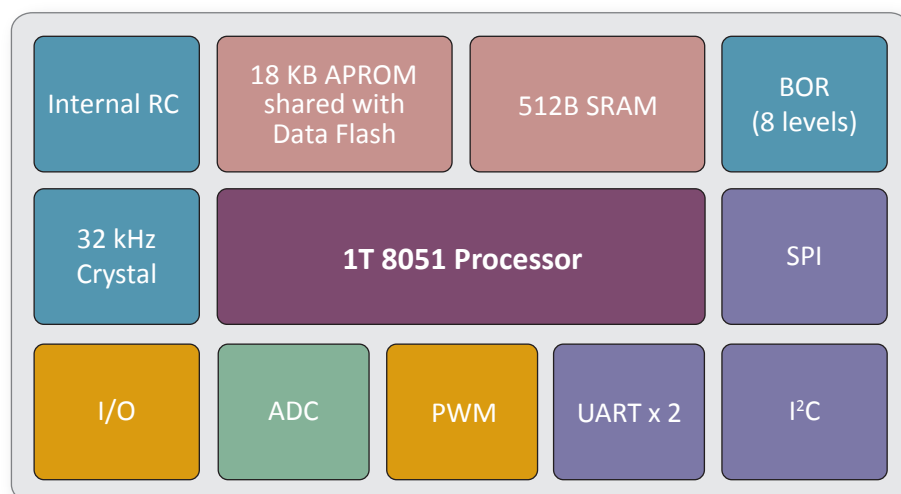 Internal RC
18 KB APROM
shared with
Data Flash
512B SRAM
BOR
(8 levels)
32 kHz
Crystal
1T 8051 Processor
SPI
I/O
ADC
PWM
UART x 2
I²C